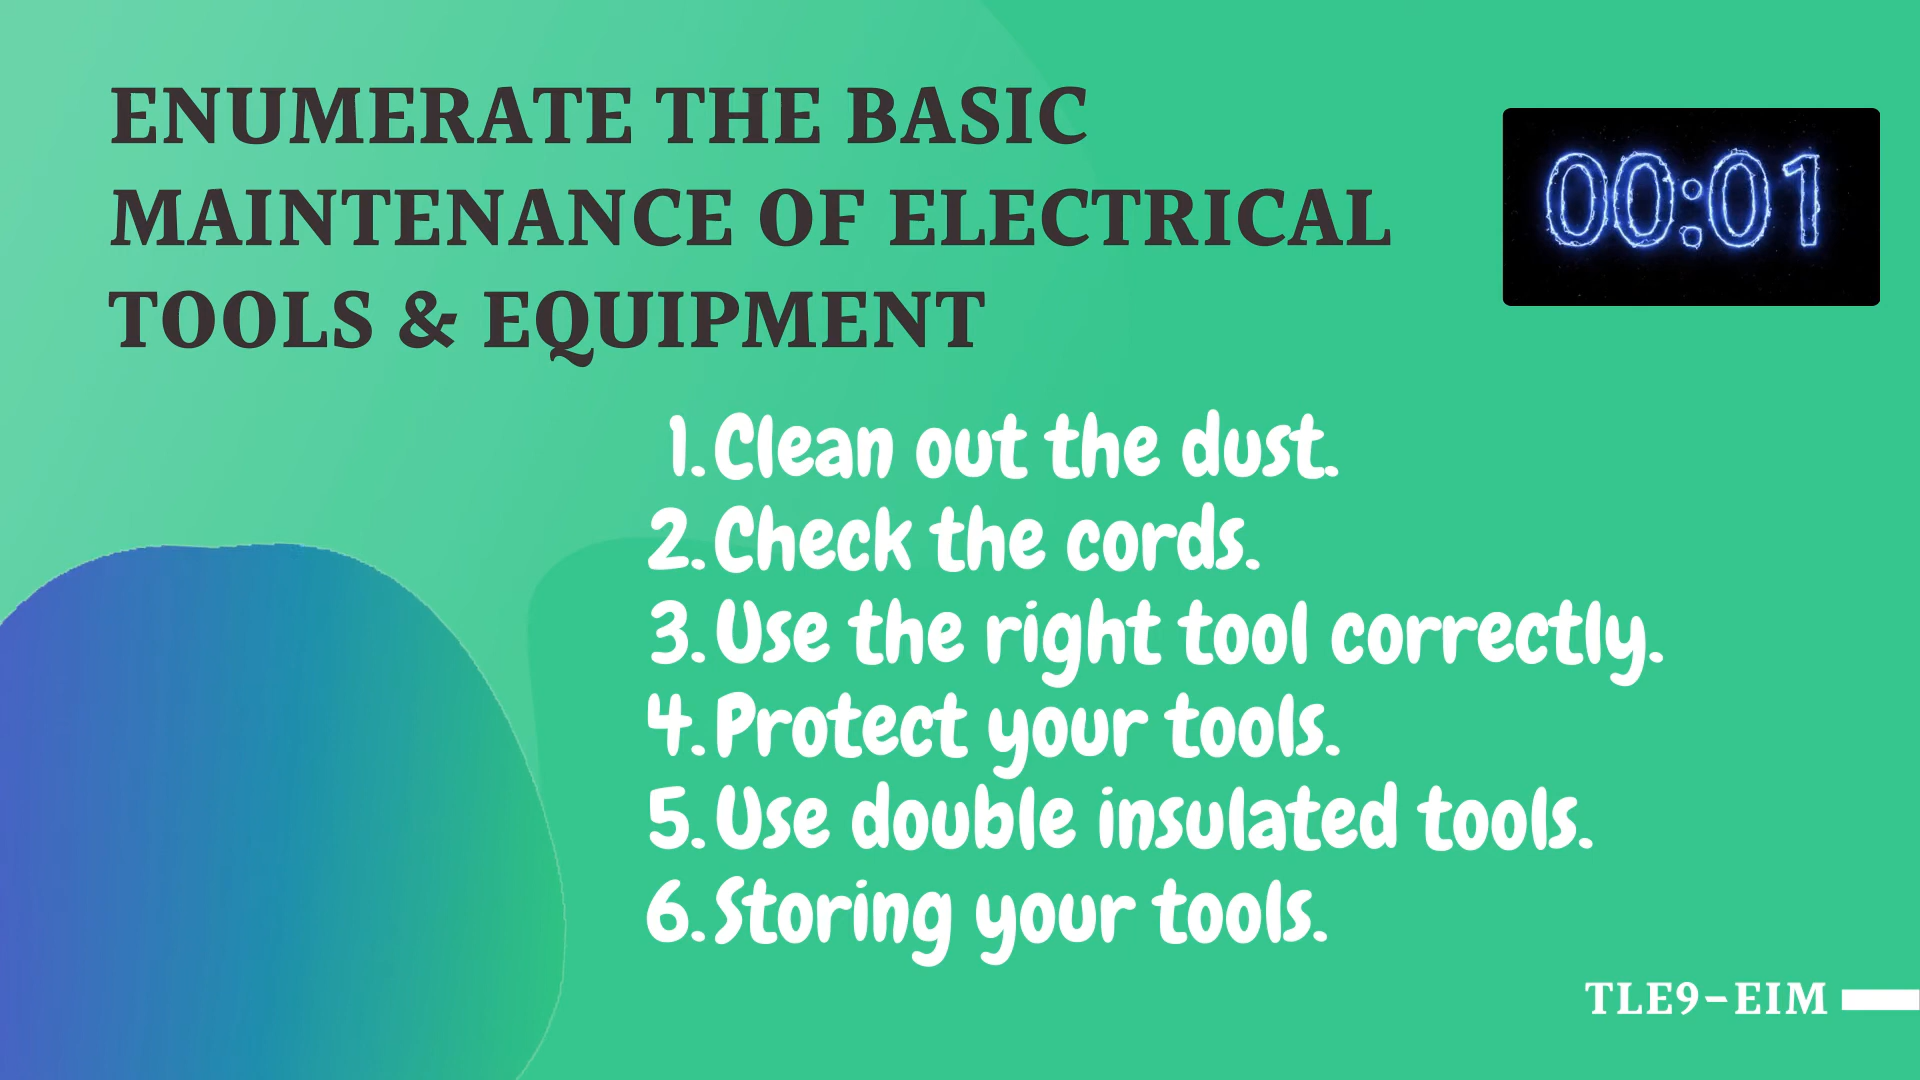 ENUMERATE THE BASIC
MAINTENANCE OF ELECTRICAL
TOOLS & EQUIPMENT
00:01
1. Clean out the dust.
2. Check the cords.
3. Use the right tool correctly.
4. Protect your tools.
5. Use double insulated tools.
6. Storing your tools.
TLE9-EIM